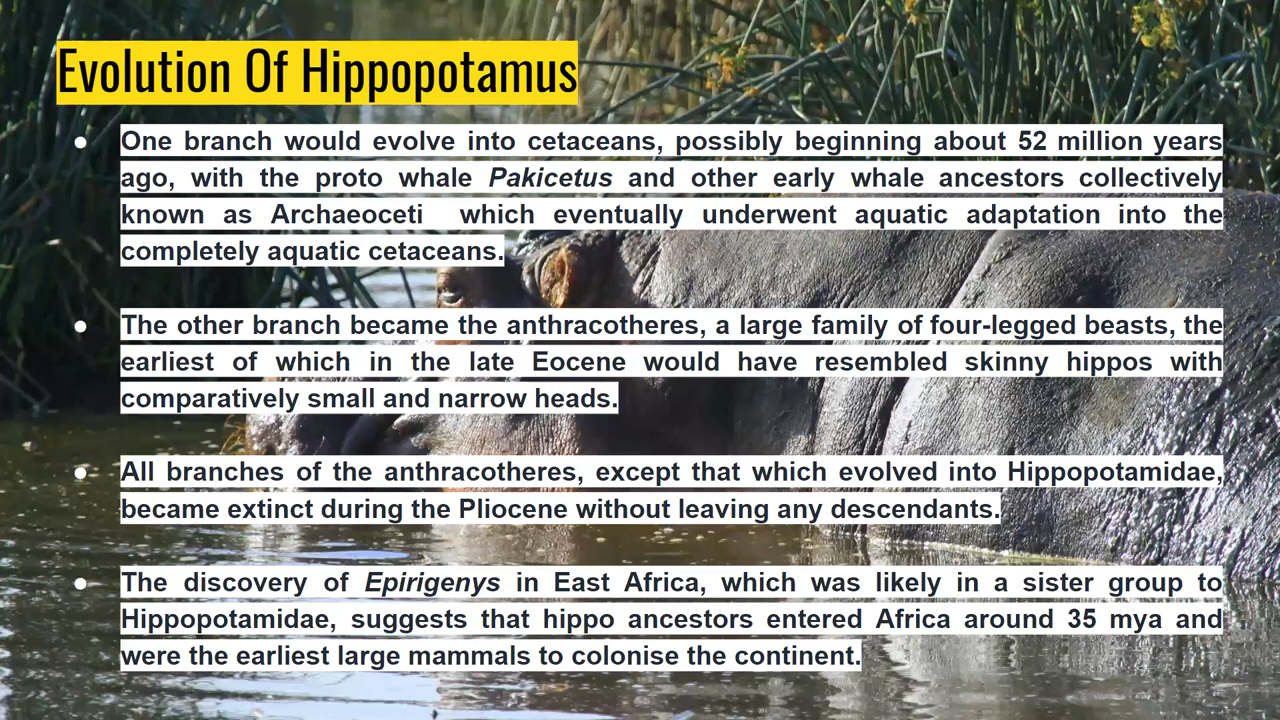 Evolution Of Hippopotamus
• One branch would evolve into cetaceans, possibly beginning about 52 million years
ago, with the proto whale Pakicetus and other early whale ancestors collectively
known as Archaeoceti which eventually underwent aquatic adaptation into the
completely aquatic cetaceans.
• The other branch became the anthracotheres, a large family of four-legged beasts, the
earliest of which in the late Eocene would have resembled skinny hippos with
comparatively small and narrow heads.
• All branches of the anthracotheres, except that which evolved into Hippopotamidae,
became extinct during the Pliocene without leaving any descendants.
• The discovery of Epirigenys in East Africa, which was likely in a sister group to
Hippopotamidae, suggests that hippo ancestors entered Africa around 35 mya and
were the earliest large mammals to colonise the continent.